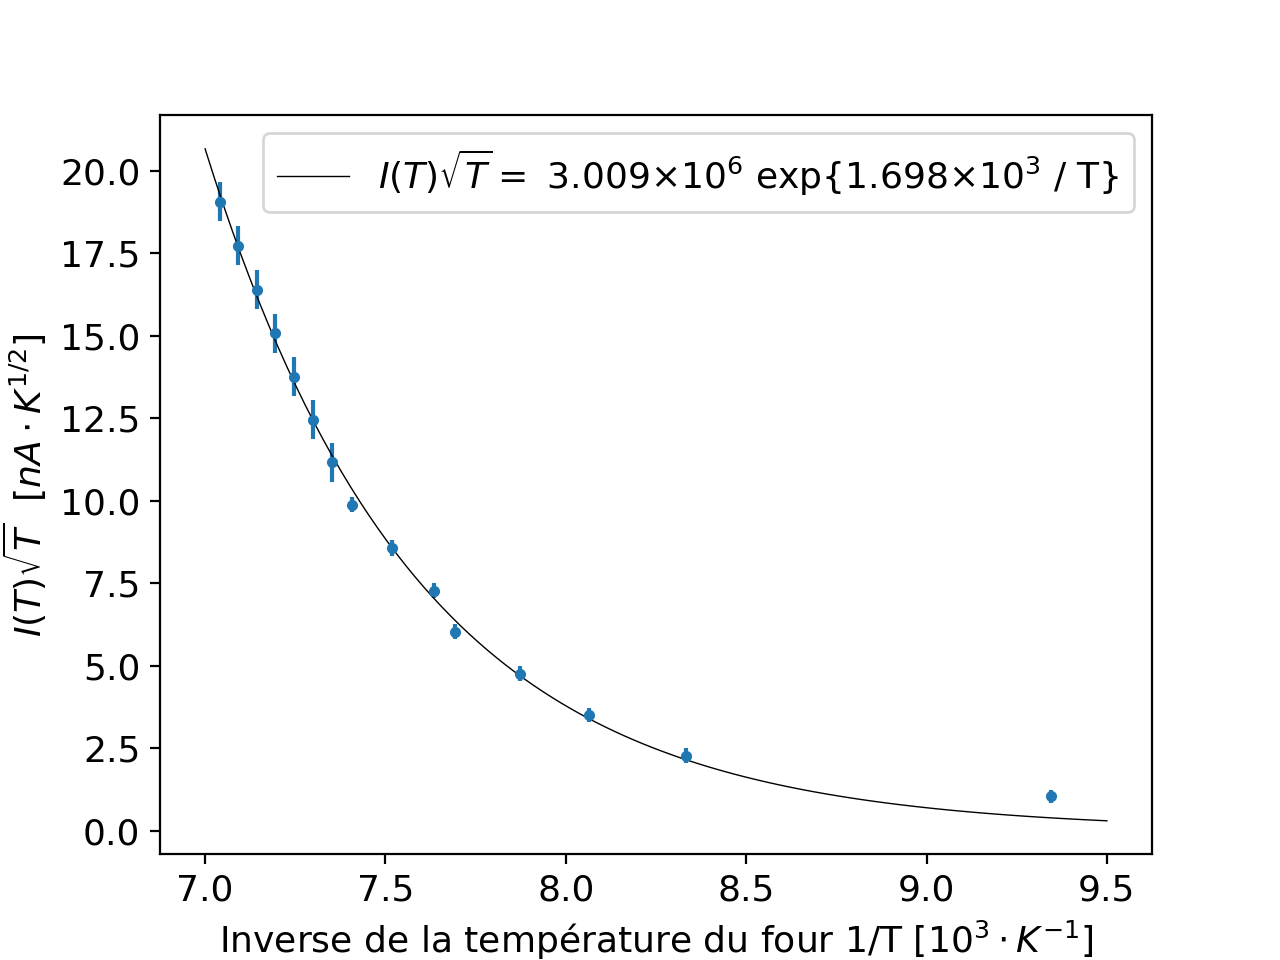 I(T)√T = 3.009×10⁶ exp{1.698×10³ / T}
I(T)√T [nA · K¹ᐟ²]
20.0
17.5
15.0
12.5
10.0
7.5
5.0
2.5
0.0
7.0 7.5 8.0 8.5 9.0 9.5
Inverse de la température du four 1/T [10³ · K⁻¹]